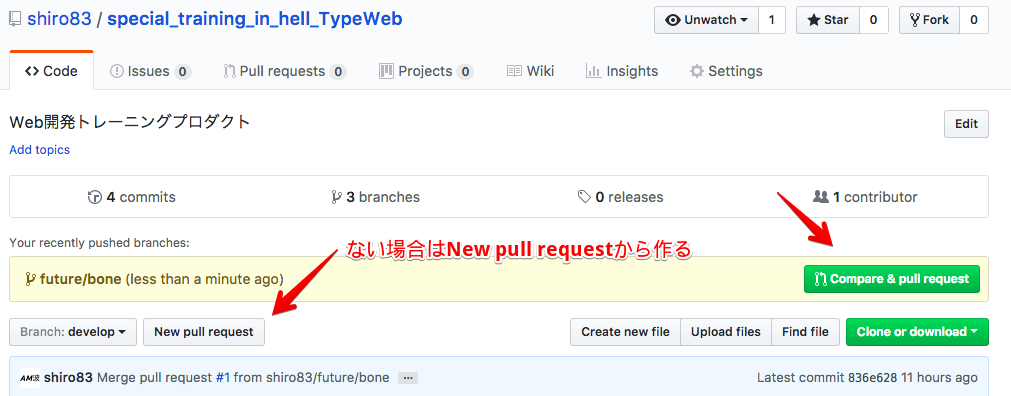 shiro83 / special_training_in_hell_TypeWeb Unwatch 1 Star 0 Fork 0
Code Issues 0 Pull requests 0 Projects 0 Wiki Insights Settings
Web開発トレーニングプロダクト Edit
Add topics
4 commits 3 branches 0 releases 1 contributor
Your recently pushed branches:
ない場合はNew pull requestから作る
future/bone (less than a minute ago) Compare & pull request
Branch: develop New pull request Create new file Upload files Find file Clone or download
AM波 shiro83 Merge pull request #1 from shiro83/future/bone ... Latest commit 836e628 11 hours ago